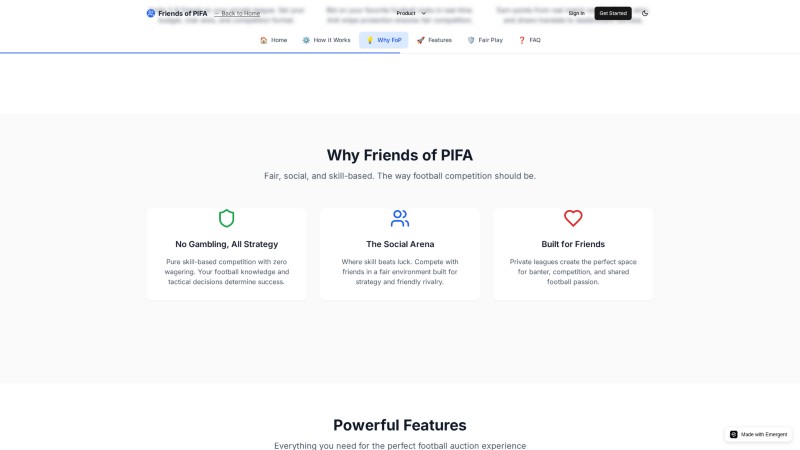 Friends of PIFA ← Back to Home Product Sign In Get Started
🏠 Home ⚙️ How It Works 💡 Why FoP 🚀 Features 🛡️ Fair Play ❓ FAQ
Why Friends of PIFA
Fair, social, and skill-based. The way football competition should be.
No Gambling, All Strategy
Pure skill-based competition with zero
wagering. Your football knowledge and
tactical decisions determine success.
The Social Arena
Where skill beats luck. Compete with
friends in a fair environment built for
strategy and friendly rivalry.
Built for Friends
Private leagues create the perfect space
for banter, competition, and shared
football passion.
Powerful Features
Everything you need for the perfect football auction experience
Made with Emergent